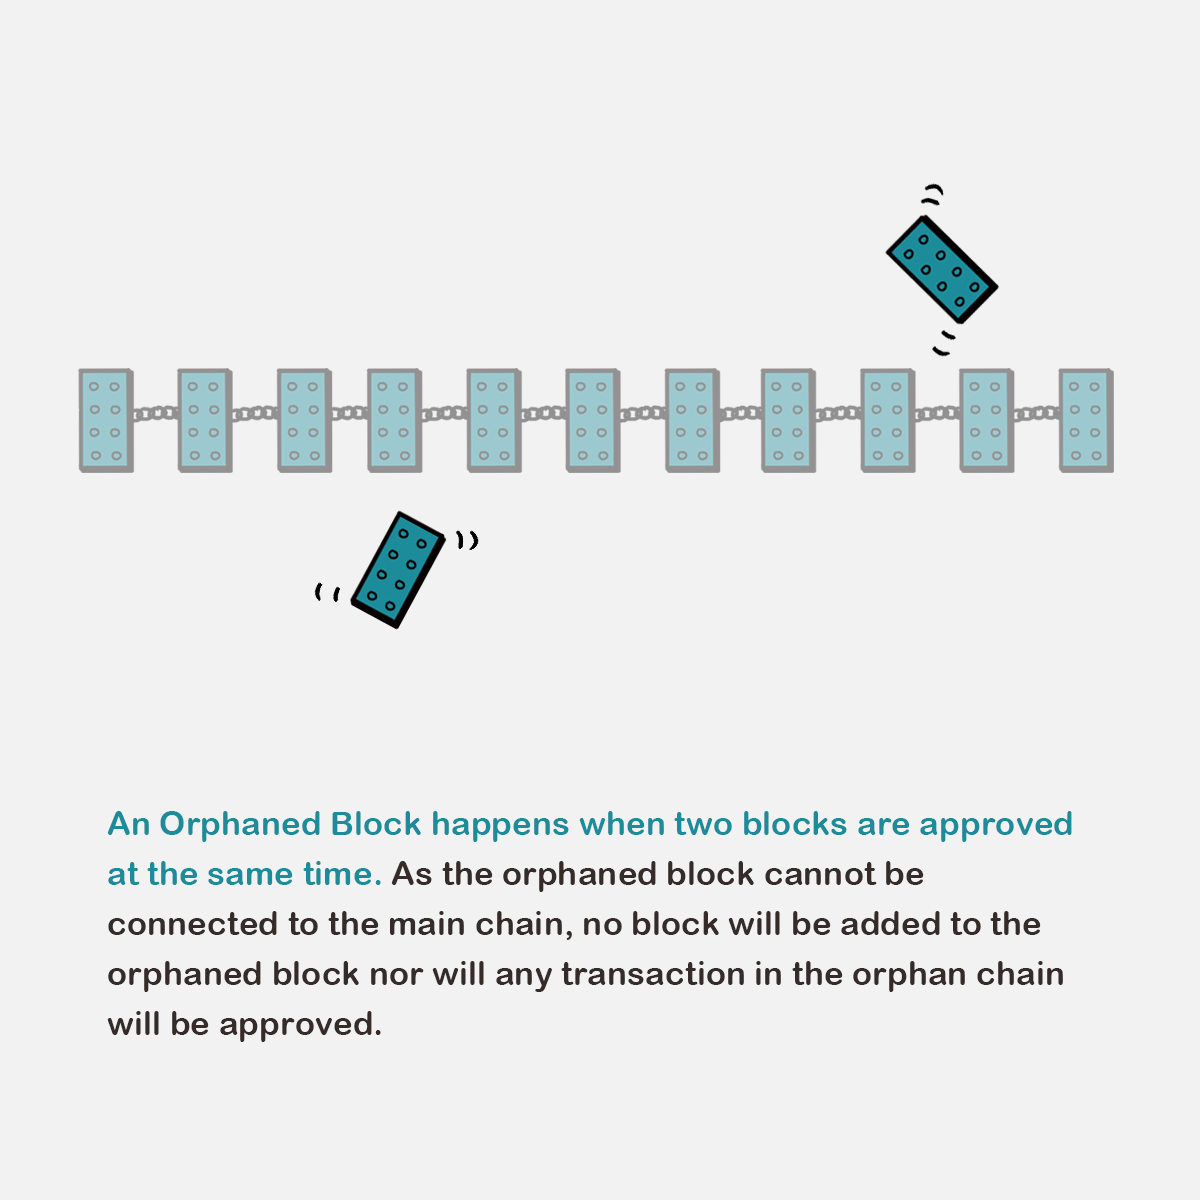 An Orphaned Block happens when two blocks are approved
at the same time. As the orphaned block cannot be
connected to the main chain, no block will be added to the
orphaned block nor will any transaction in the orphan chain
will be approved.